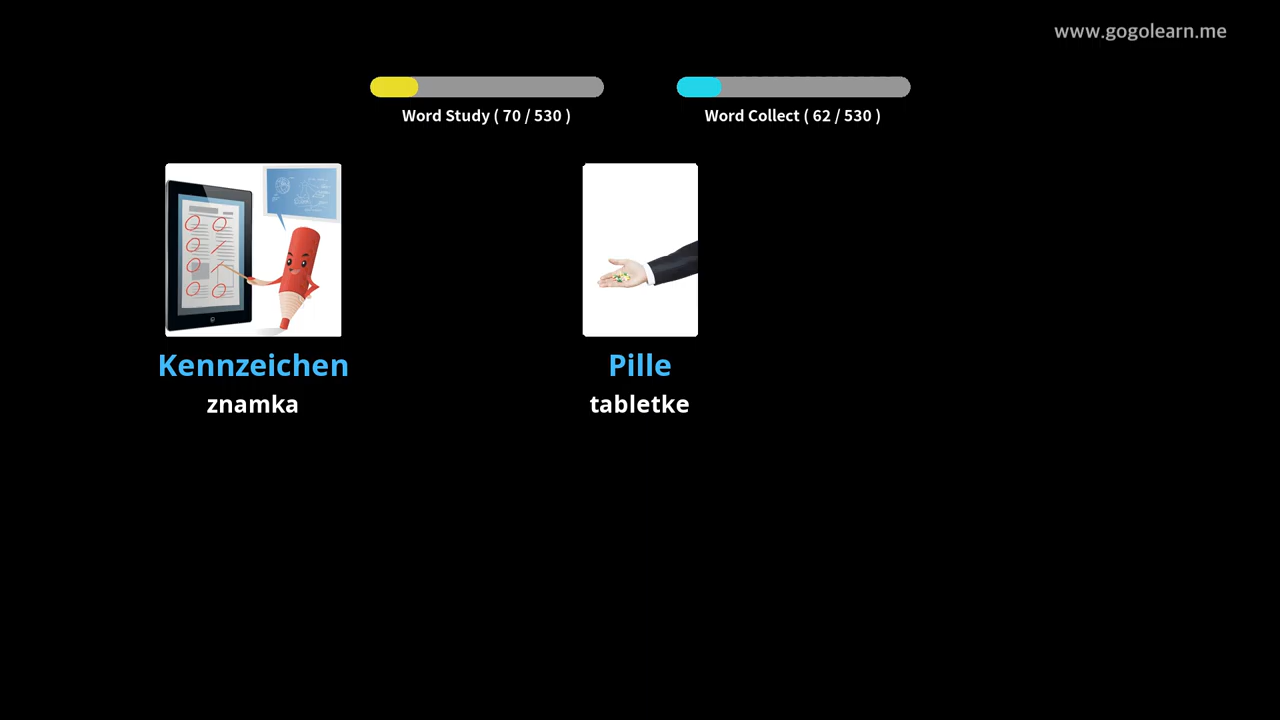 www.gogolearn.me
Word Study ( 70 / 530 )
Word Collect ( 62 / 530 )
Kennzeichen
Pille
znamka
tabletke